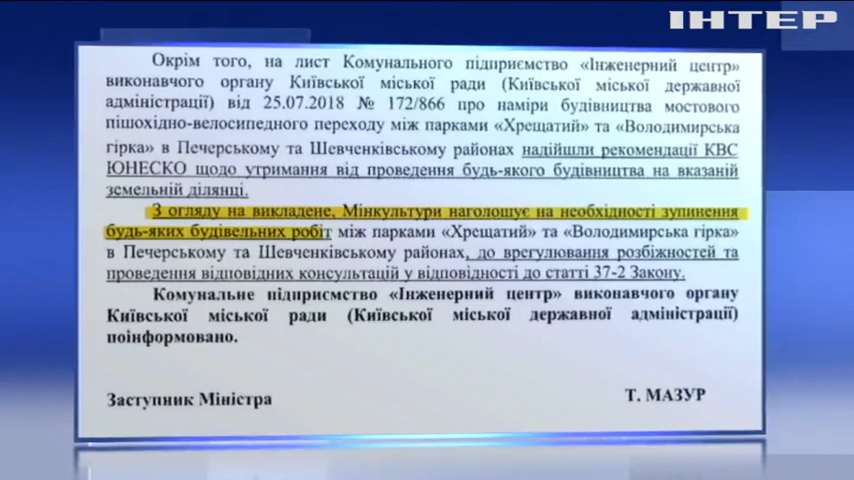 ІНТЕР
Окрім того, на лист Комунального підприємство «Інженерний центр»
виконавчого органу Київської міської ради (Київської міської державної
адміністрації) від 25.07.2018 № 172/866 про наміри будівництва мостового
пішохідно-велосипедного переходу між парками «Хрещатий» та «Володимирська
гірка» в Печерському та Шевченківському районах надійшли рекомендації КВС
ЮНЕСКО щодо утримання від проведення будь-якого будівництва на вказаній
земельній ділянці.
З огляду на викладене, Мінкультури наголошує на необхідності зупинення
будь-яких будівельних робіт між парками «Хрещатий» та «Володимирська гірка»
в Печерському та Шевченківському районах, до врегулювання розбіжностей та
проведення відповідних консультацій у відповідності до статті 37-2 Закону.
Комунальне підприємство «Інженерний центр» виконавчого органу
Київської міської ради (Київської міської державної адміністрації)
поінформовано.
Заступник Міністра Т. МАЗУР